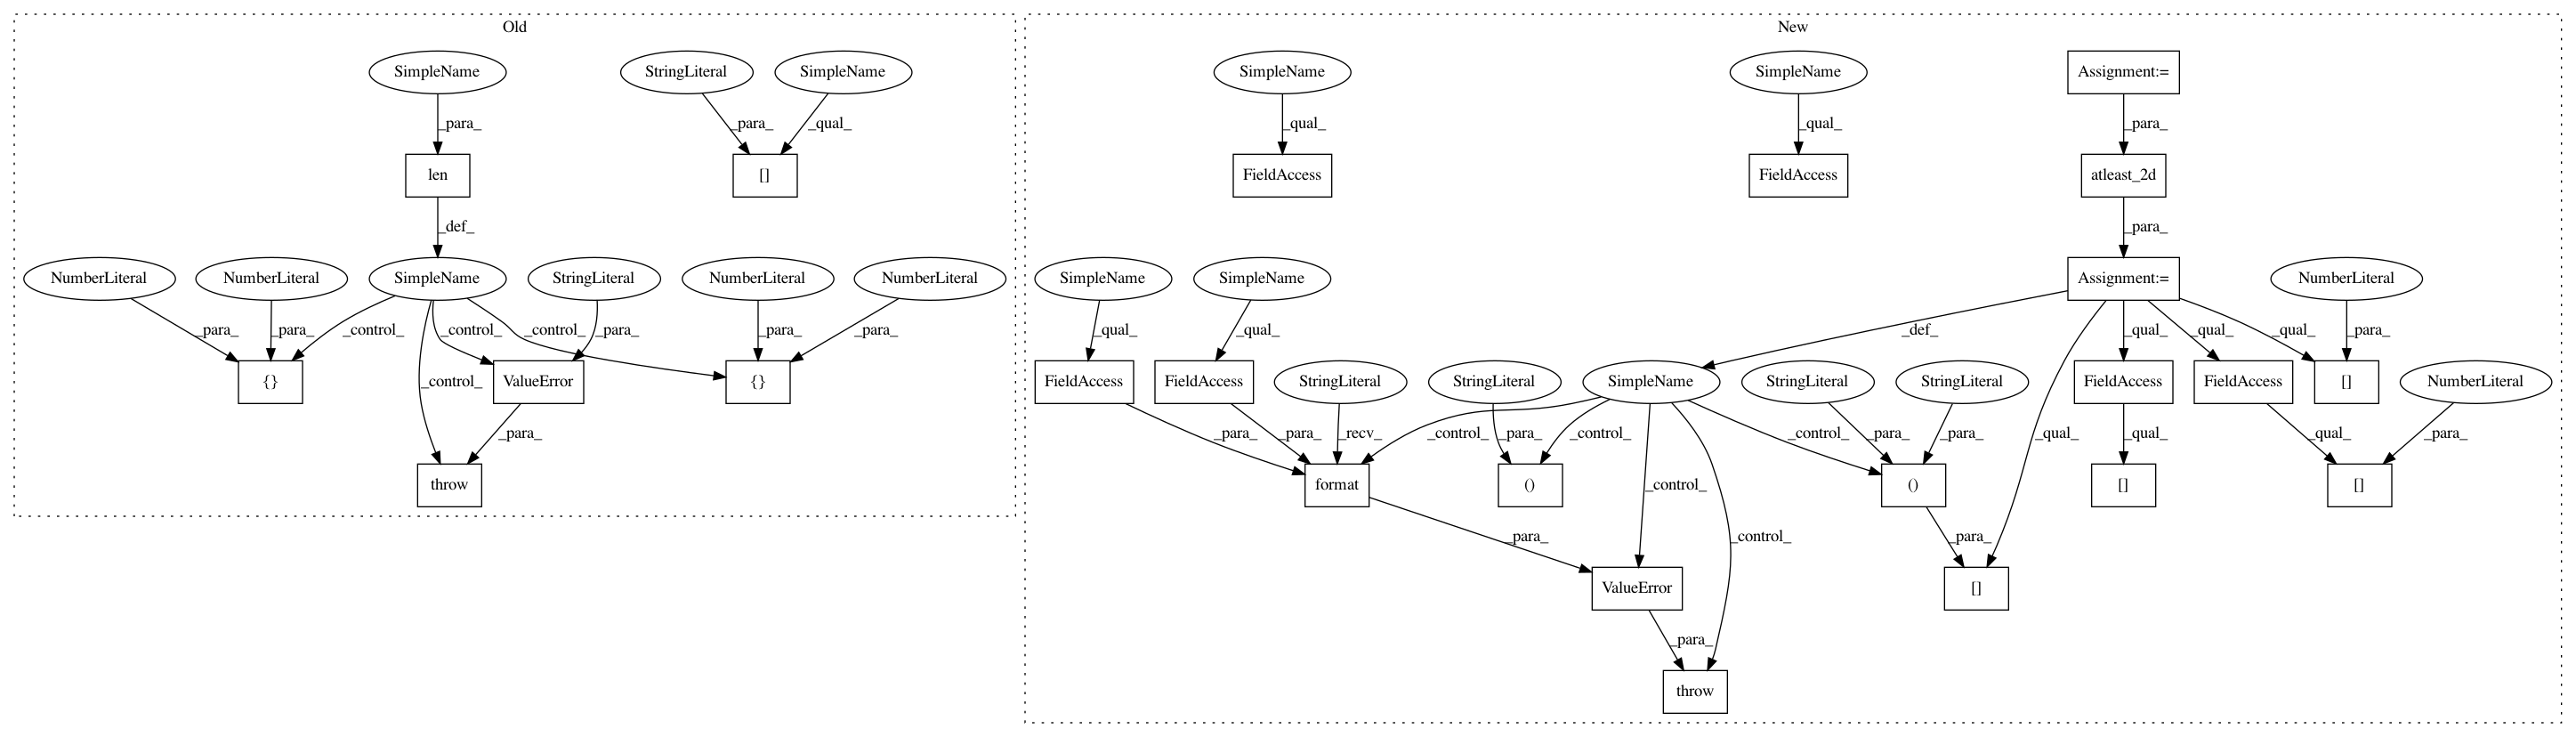 Old
New
SimpleName
StringLiteral
SimpleName
SimpleName
SimpleName
Assignment:=
_para_
_para_
_qual_
_qual_
_qual_
_para_
len
[]
FieldAccess
FieldAccess
atleast_2d
_def_
_para_
NumberLiteral
NumberLiteral
SimpleName
StringLiteral
NumberLiteral
NumberLiteral
SimpleName
SimpleName
Assignment:=
NumberLiteral
_para_
_para_
_control_
_control_
_para_
_control_
_para_
_para_
_qual_
_qual_
_def_
_qual_
_qual_
_qual_
_para_
{}
_control_
ValueError
{}
FieldAccess
FieldAccess
StringLiteral
StringLiteral
SimpleName
StringLiteral
StringLiteral
FieldAccess
FieldAccess
[]
NumberLiteral
_para_
_para_
_para_
_recv_
_control_
_para_
_control_
_control_
_para_
_para_
_qual_
_qual_
_qual_
_para_
throw
format
()
_control_
()
[]
[]
_para_
_control_
_para_
ValueError
[]
_para_
throw